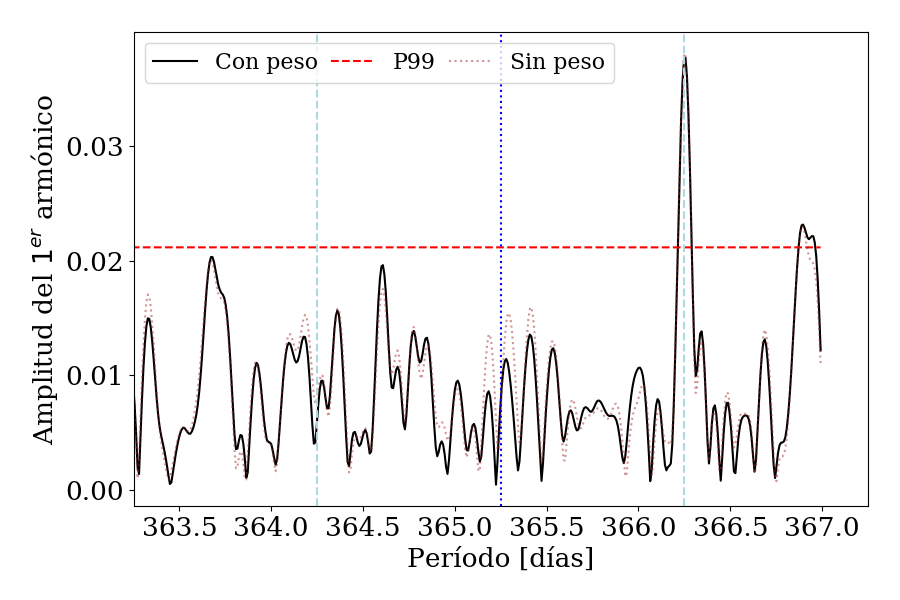 Con peso P99 Sin peso
Amplitud del 1^{er} armónico
0.03
0.02
0.01
0.00
363.5 364.0 364.5 365.0 365.5 366.0 366.5 367.0
Período [días]